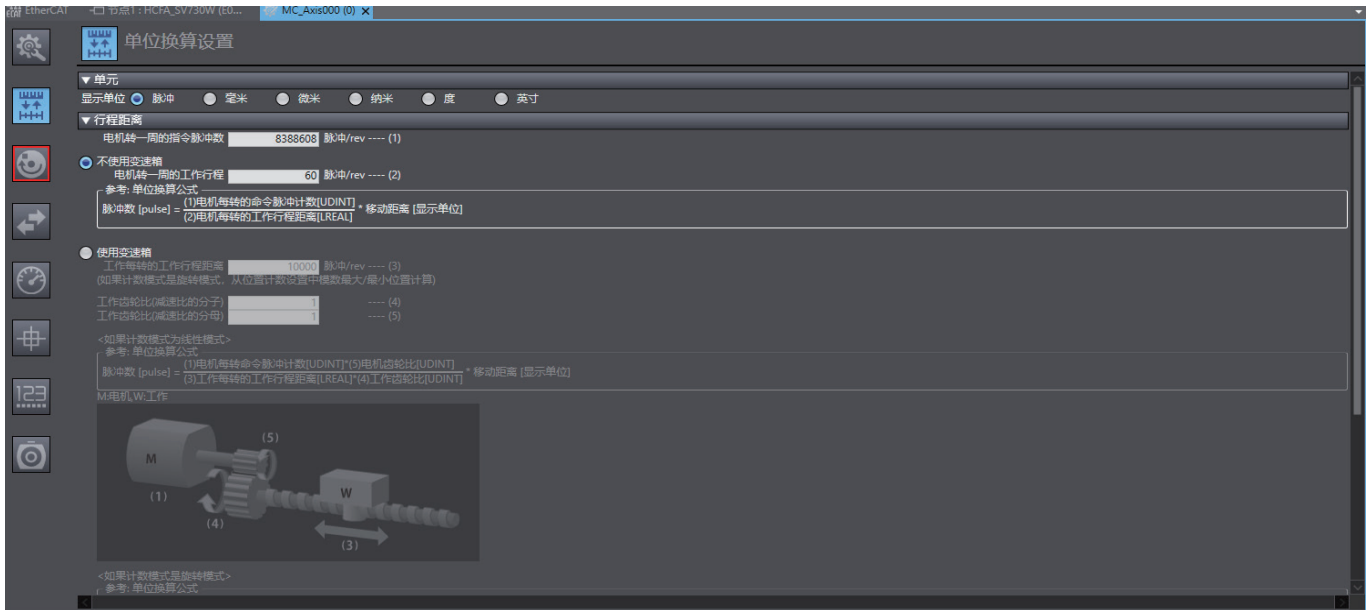 EtherCAT 节点1 : HCFA_SV730W (E0... MC_Axis000 (0)
单位换算设置
▼单元
显示单位 脉冲 毫米 微米 纳米 度 英寸
▼行程距离
电机转一周的指令脉冲数 8388608 脉冲/rev ---- (1)
不使用变速箱
电机转一周的工作行程 60 脉冲/rev ---- (2)
参考: 单位换算公式
(1)电机每转的命令脉冲计数[UDINT]
脉冲数 [pulse] = * 移动距离 [显示单位]
(2)电机每转的工作行程距离[LREAL]
使用变速箱
工作每转的工作行程距离 10000 脉冲/rev ---- (3)
(如果计数模式是旋转模式，从位置计数设置中模数最大/最小位置计算)
工作齿轮比(减速比的分子) 1 ---- (4)
工作齿轮比(减速比的分母) 1 ---- (5)
<如果计数模式为线性模式>
参考: 单位换算公式
(1)电机每转命令脉冲计数[UDINT]*(5)电机齿轮比[UDINT]
脉冲数 [pulse] = * 移动距离 [显示单位]
(3)工作每转的工作行程距离[LREAL]*(4)工作齿轮比[UDINT]
M:电机,W:工作
(5)
M
W
(1)
(4)
(3)
<如果计数模式是旋转模式>
参考: 单位换算公式
123